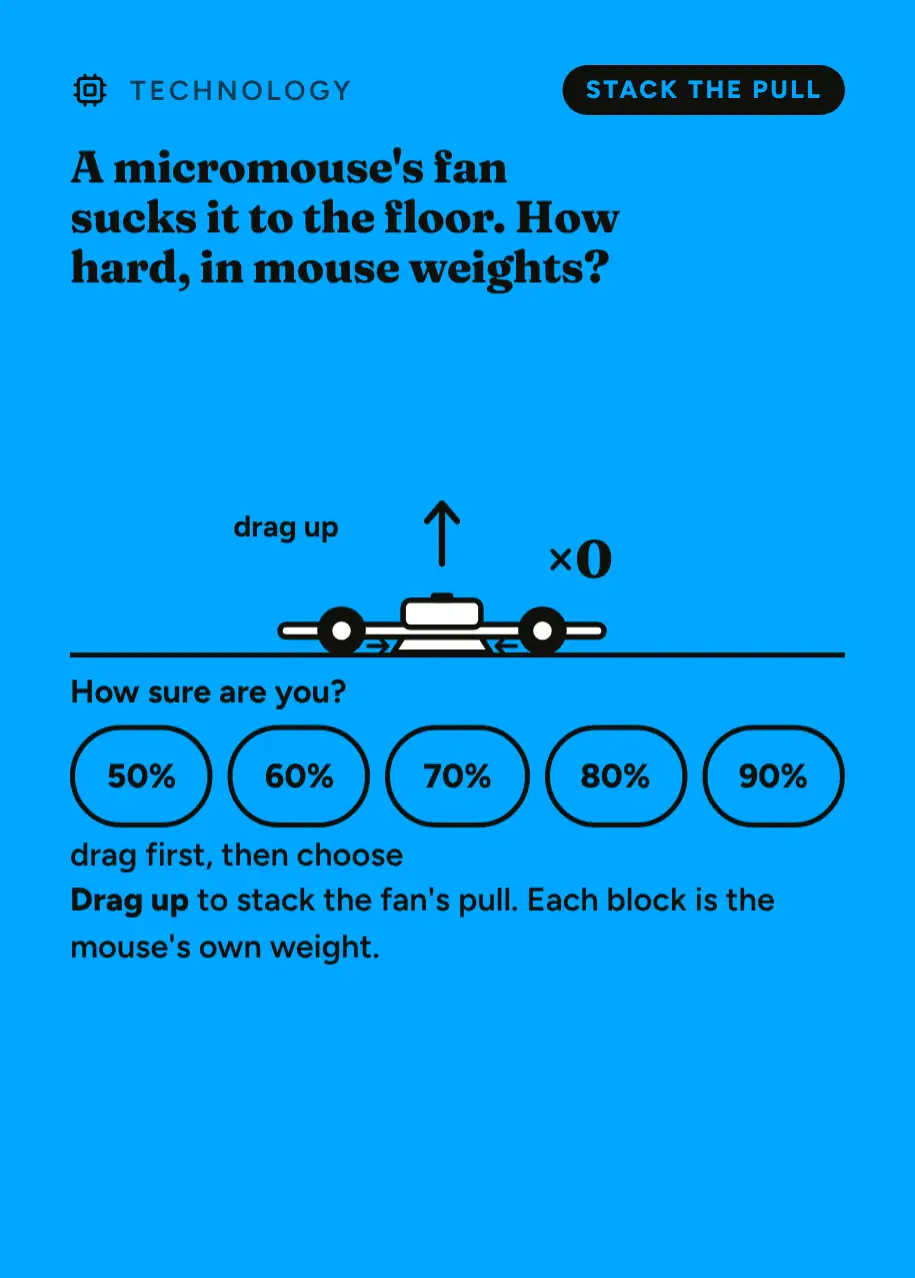 TECHNOLOGY
STACK THE PULL
A micromouse's fan
sucks it to the floor. How
hard, in mouse weights?
drag up
×0
How sure are you?
50%
60%
70%
80%
90%
drag first, then choose
Drag up to stack the fan's pull. Each block is the
mouse's own weight.